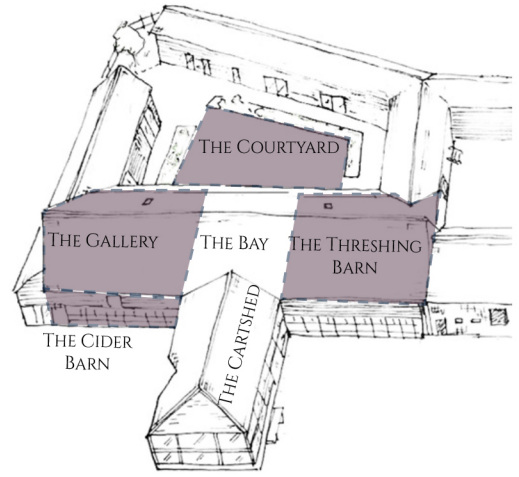 The Courtyard
The Gallery
The Bay
The Threshing
Barn
The Cartshed
The Cider
Barn